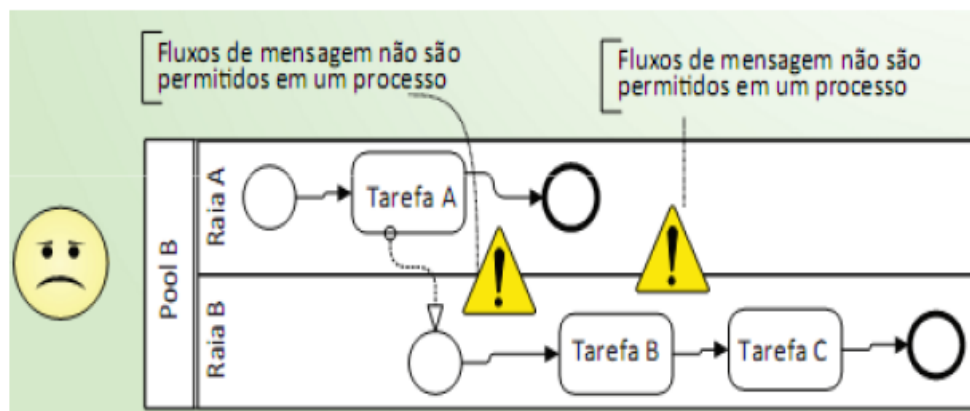 Fluxos de mensagem não são
permitidos em um processo
Fluxos de mensagem não são
permitidos em um processo
Pool B
Raia A
Tarefa A
Raia B
Tarefa B
Tarefa C